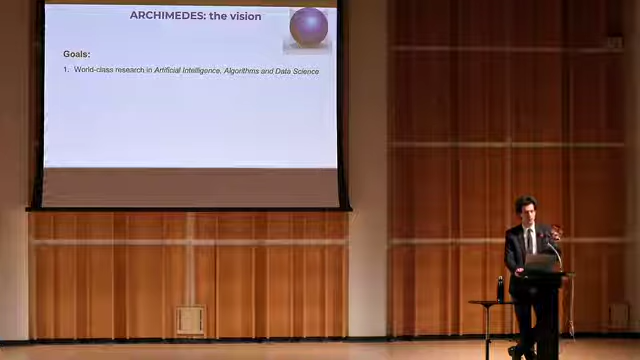 ARCHIMEDES: the vision
Goals:
1. World-class research in Artificial Intelligence, Algorithms and Data Science